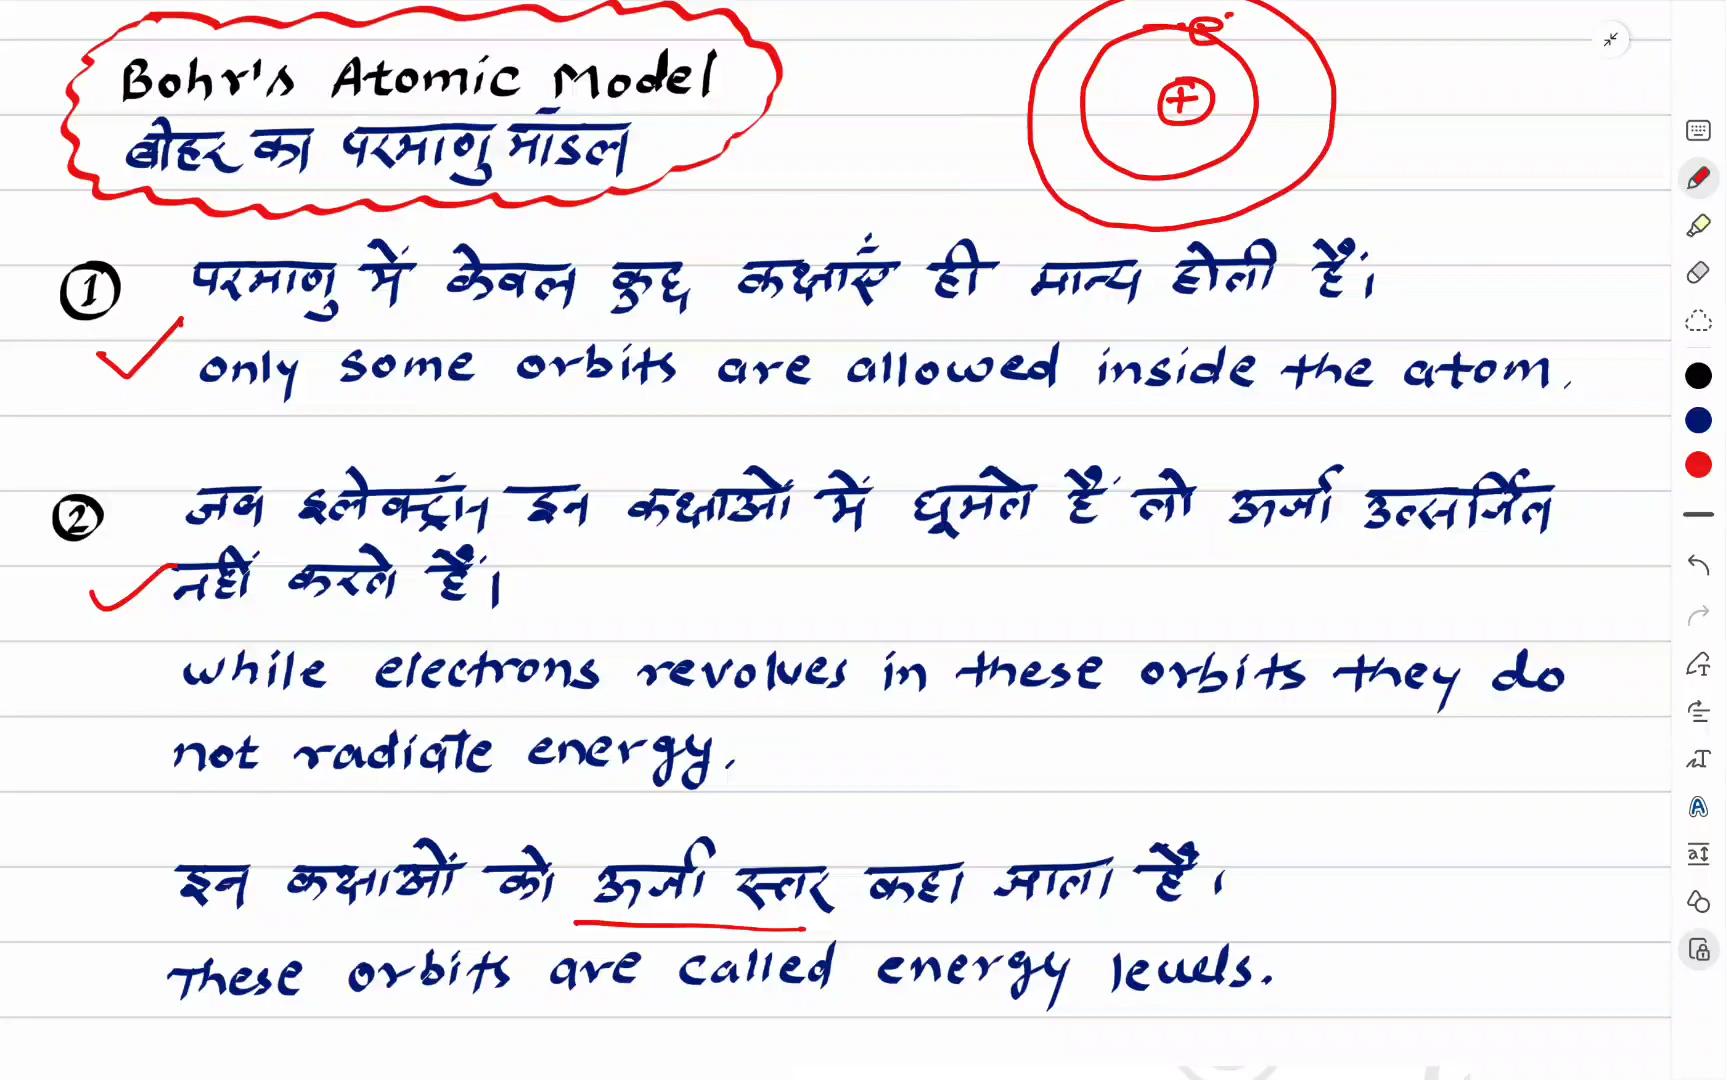 Bohr's Atomic Model
बोहर का परमाणु मॉडल
① परमाणु में केवल कुछ कक्षाएँ ही मान्य होती हैं।
only some orbits are allowed inside the atom.
② जब इलेक्ट्रॉन इन कक्षाओं में घूमते हैं तो ऊर्जा उत्सर्जित
नहीं करते हैं।
while electrons revolves in these orbits they do
not radiate energy.
इन कक्षाओं को ऊर्जा स्तर कहा जाता है।
These orbits are called energy levels.